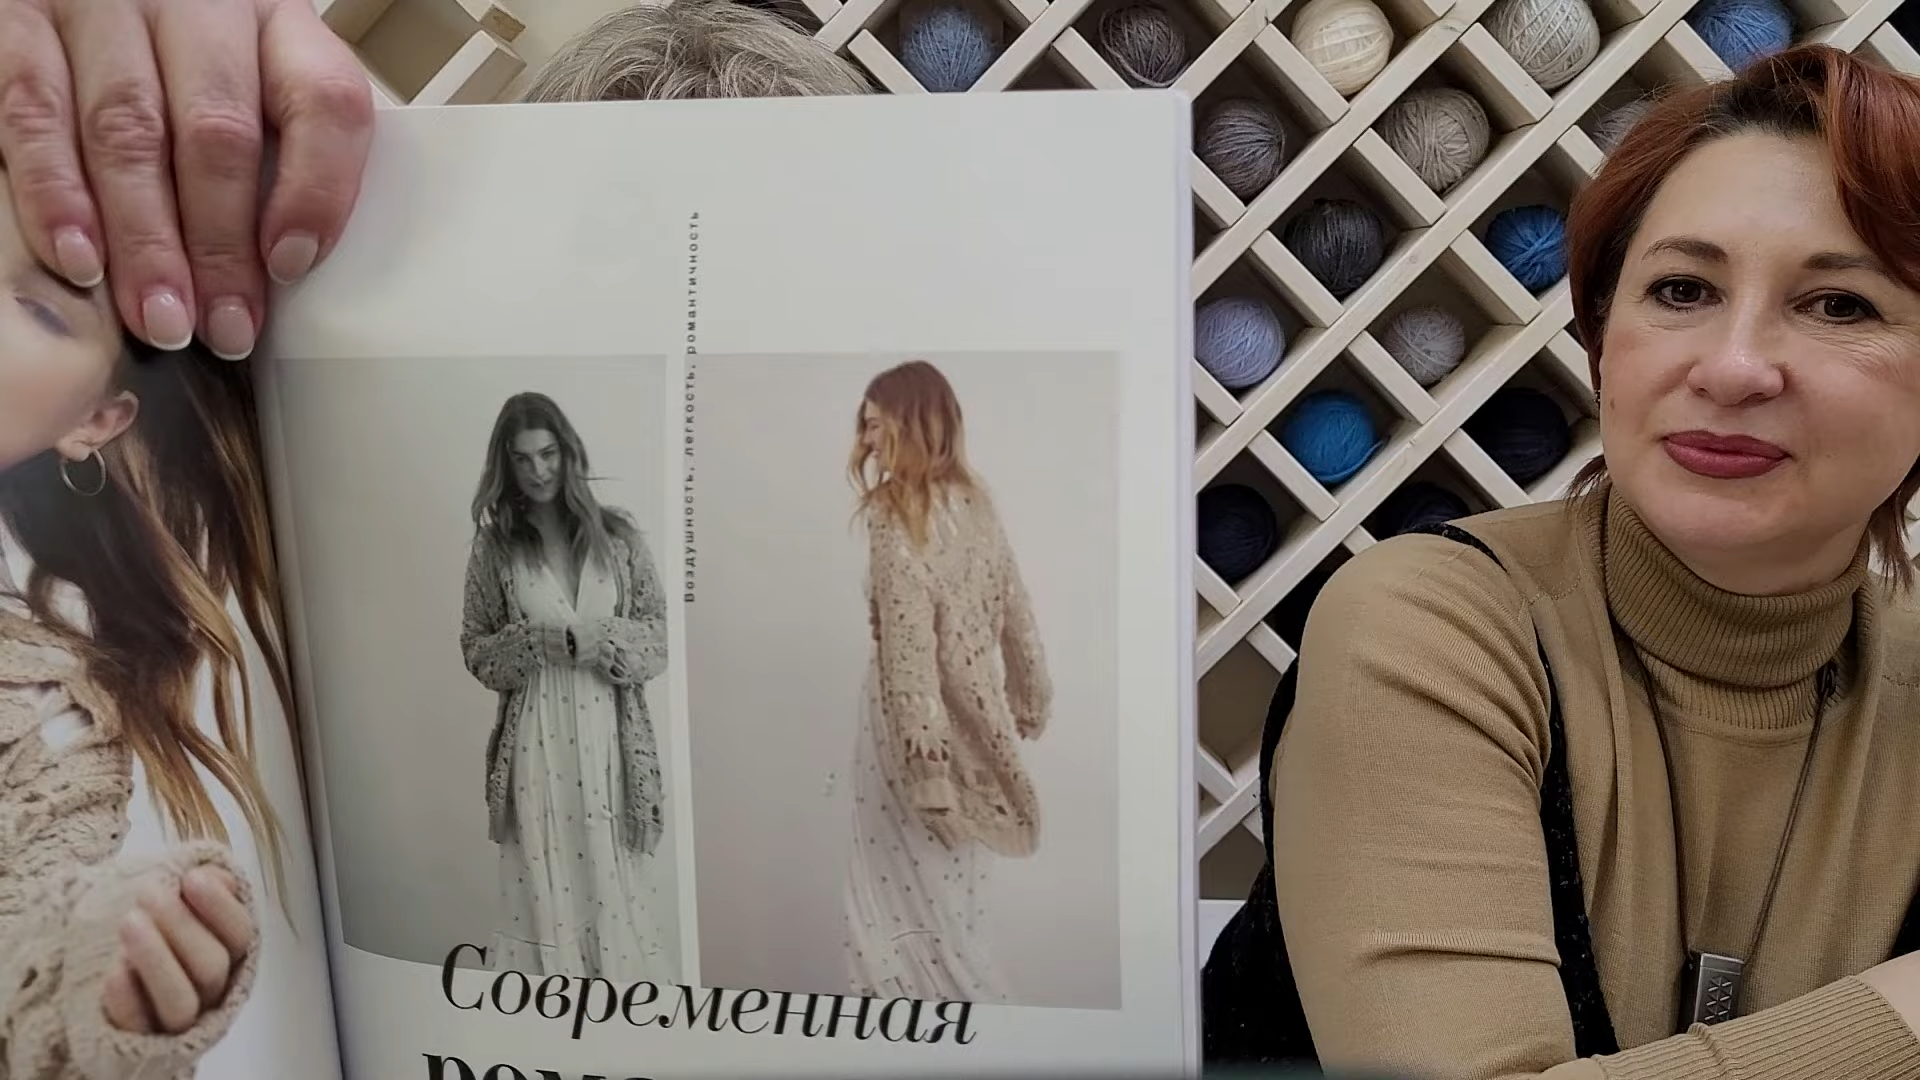 Воздушность, легкость, романтичность
Современная